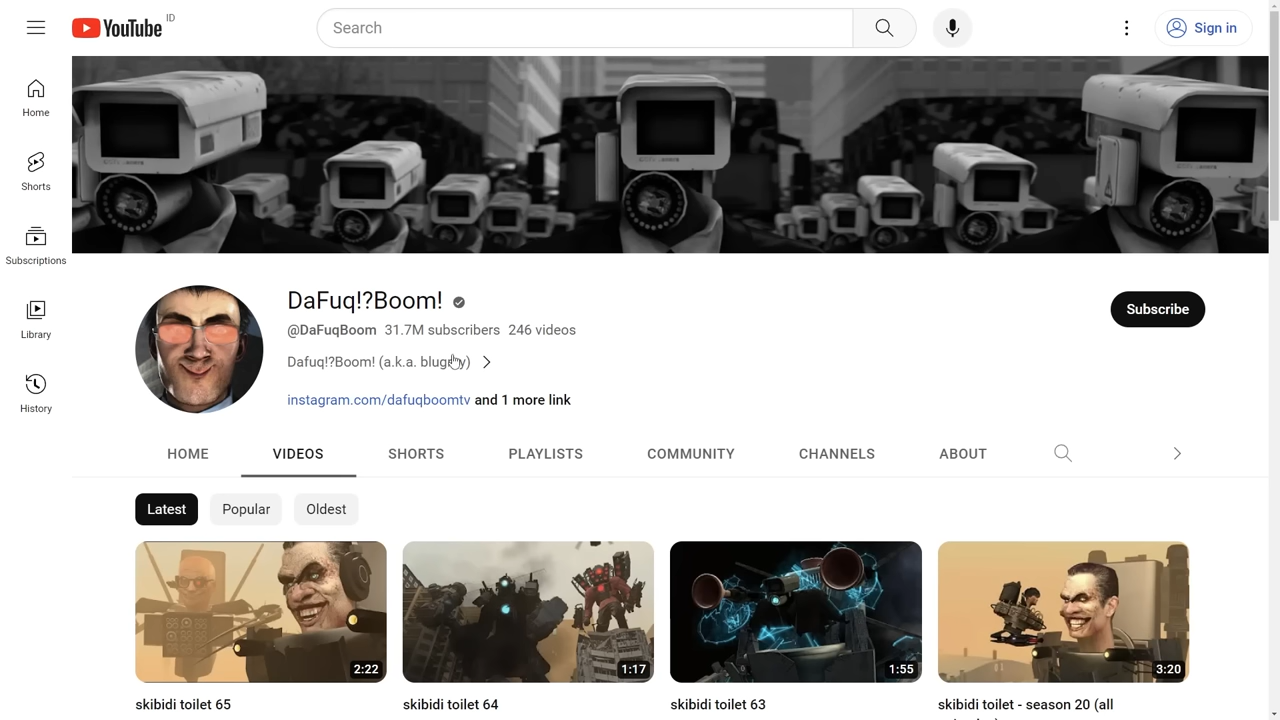 YouTube ID
Search
Sign in
Home
Shorts
Subscriptions
Library
History
DaFuq!?Boom!
@DaFuqBoom 31.7M subscribers 246 videos
Dafuq!?Boom! (a.k.a. blugray)
instagram.com/dafuqboomtv and 1 more link
Subscribe
HOME VIDEOS SHORTS PLAYLISTS COMMUNITY CHANNELS ABOUT
Latest Popular Oldest
2:22 1:17 1:55 3:20
skibidi toilet 65 skibidi toilet 64 skibidi toilet 63 skibidi toilet - season 20 (all